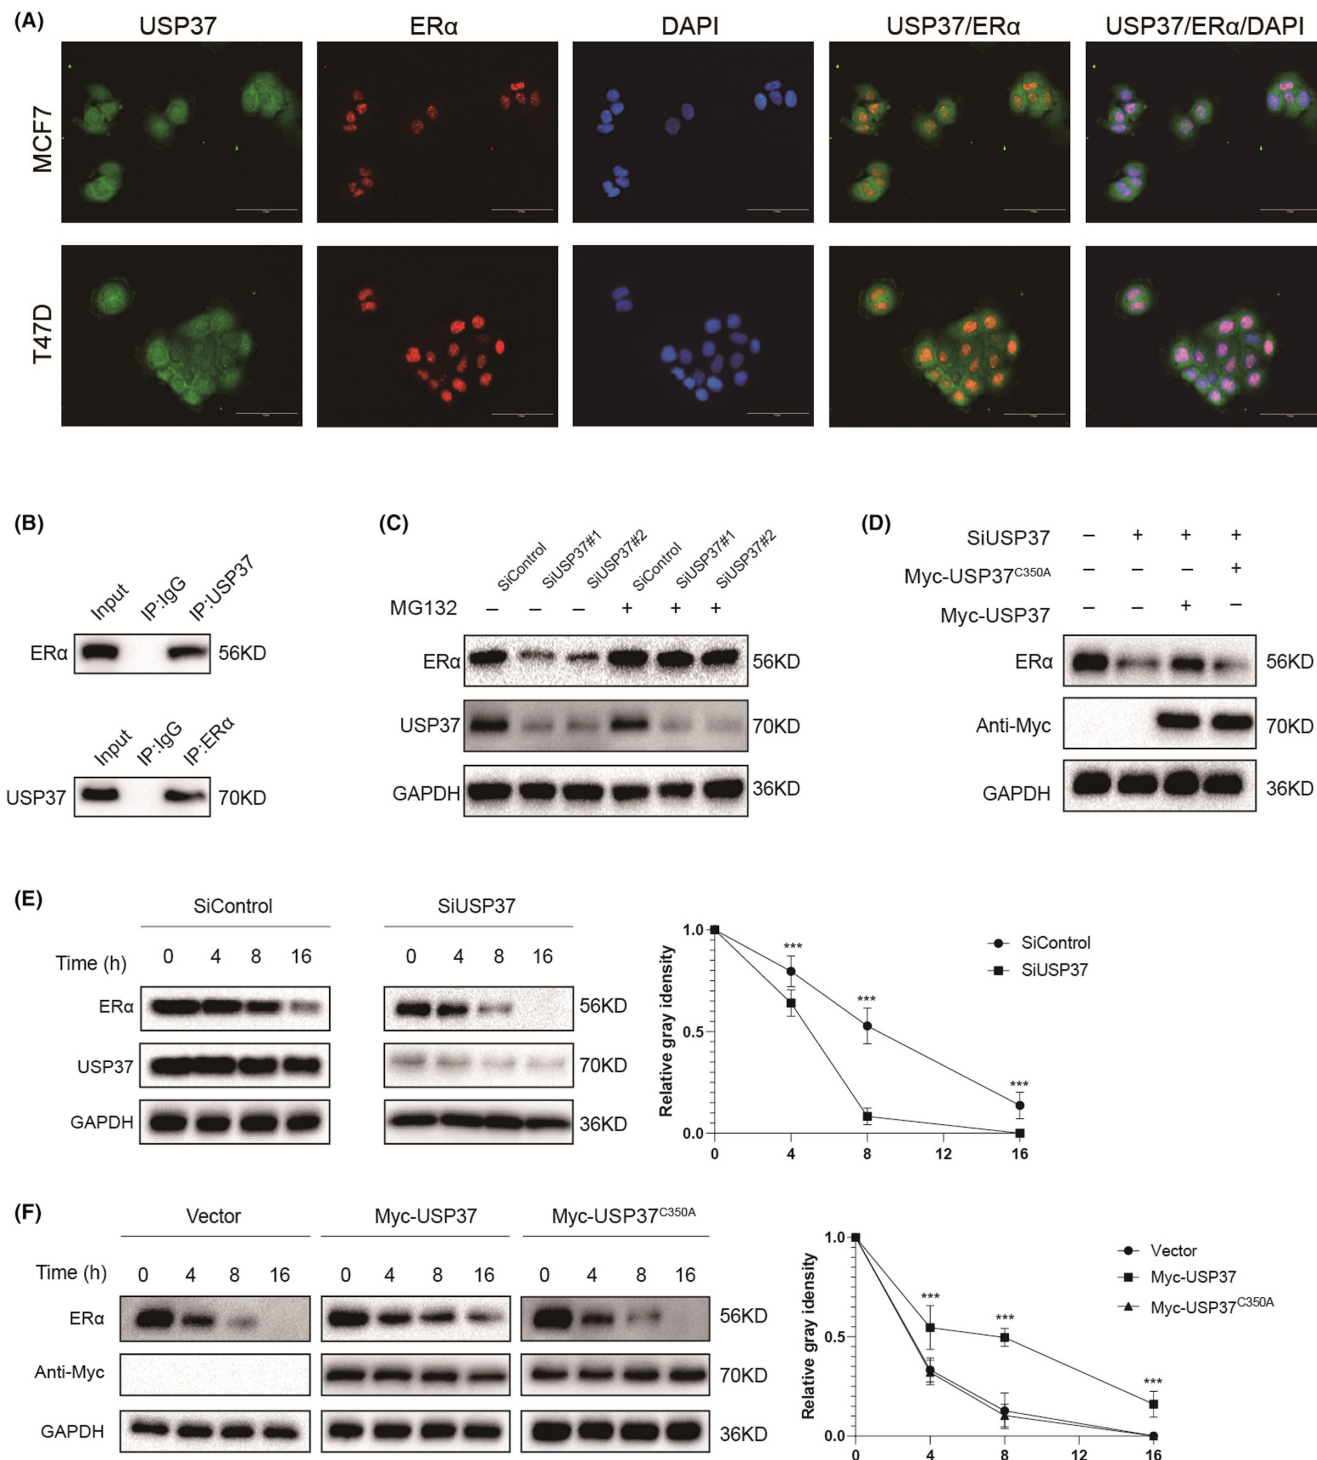 (A)
USP37 ERα DAPI USP37/ERα USP37/ERα/DAPI
MCF7
T47D
(B)
Input IP:IgG IP:USP37
ERα 56KD
Input IP:IgG IP:ERα
USP37 70KD
(C)
SiControl SiUSP37#1 SiUSP37#2 SiControl SiUSP37#1 SiUSP37#2
MG132 – – – + + +
ERα 56KD
USP37 70KD
GAPDH 36KD
(D)
SiUSP37 – + + +
Myc-USP37C350A – – – +
Myc-USP37 – – + –
ERα 56KD
Anti-Myc 70KD
GAPDH 36KD
(E)
SiControl SiUSP37
Time (h) 0 4 8 16 0 4 8 16
ERα 56KD
USP37 70KD
GAPDH 36KD
Relative gray identity
1.0
0.5
0.0
0 4 8 12 16
*** *** ***
SiControl
SiUSP37
(F)
Vector Myc-USP37 Myc-USP37C350A
Time (h) 0 4 8 16 0 4 8 16 0 4 8 16
ERα 56KD
Anti-Myc 70KD
GAPDH 36KD
Relative gray identity
1.0
0.5
0.0
0 4 8 12 16
*** *** ***
Vector
Myc-USP37
Myc-USP37C350A